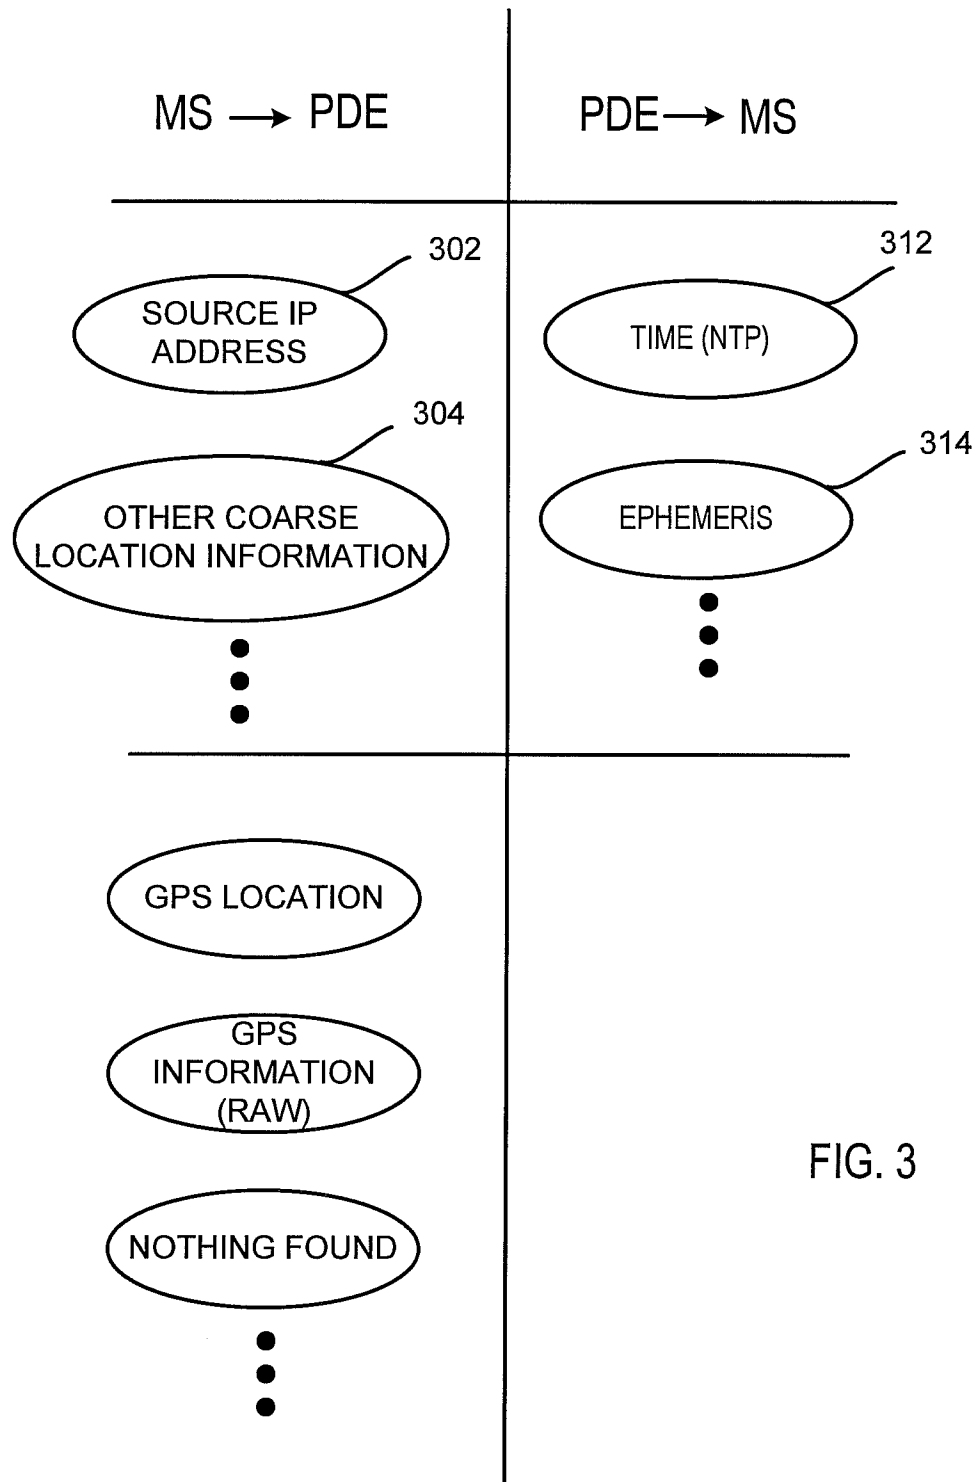 MS → PDE
PDE → MS
302
SOURCE IP
ADDRESS
304
OTHER COARSE
LOCATION INFORMATION
312
TIME (NTP)
314
EPHEMERIS
GPS LOCATION
GPS
INFORMATION
(RAW)
NOTHING FOUND
FIG. 3